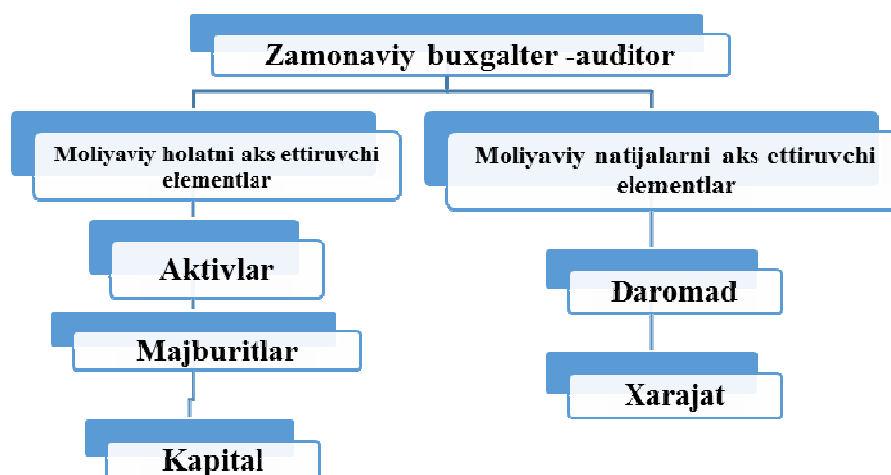 Zamonaviy buxgalter -auditor
Moliyaviy holatni aks ettiruvchi
elementlar
Moliyaviy natijalarni aks ettiruvchi
elementlar
Aktivlar
Daromad
Majburitlar
Xarajat
Kapital